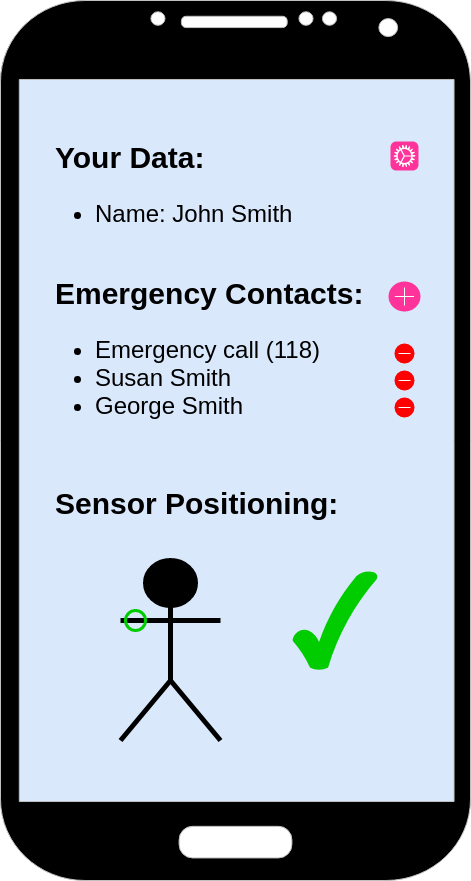 Your Data:
Name: John Smith
Emergency Contacts:
Emergency call (118)
Susan Smith
George Smith
Sensor Positioning: